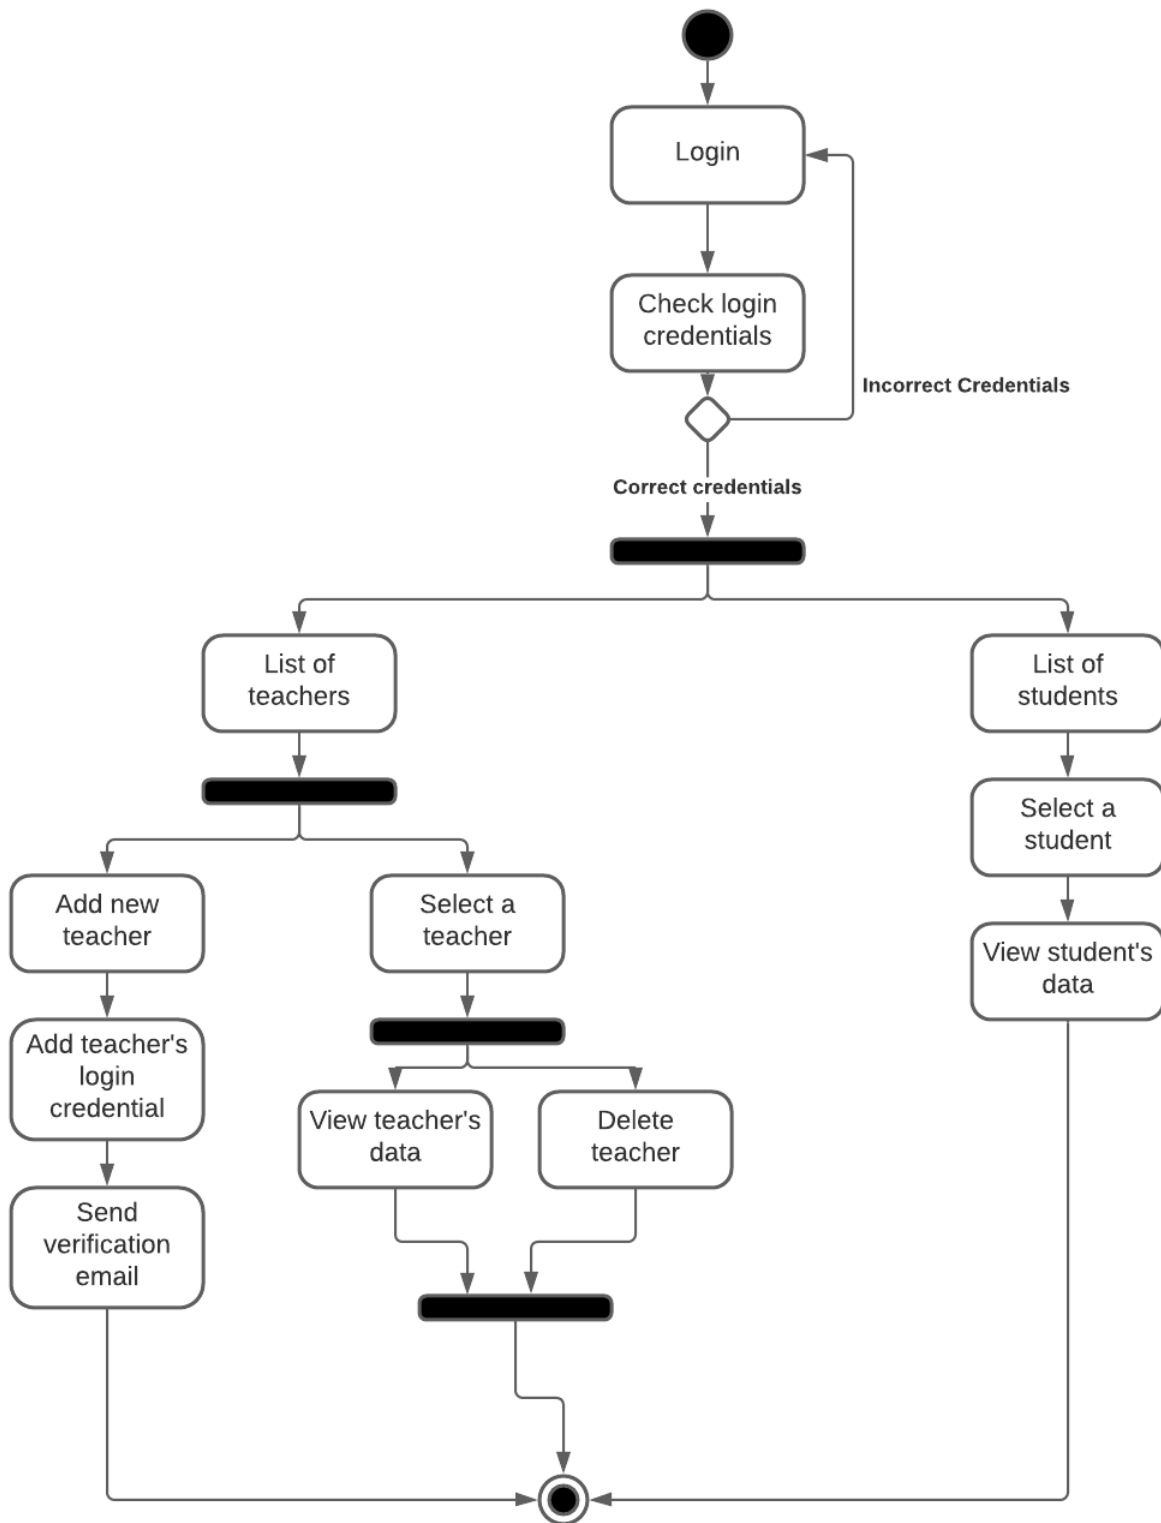 Login
Check login
credentials
Incorrect Credentials
Correct credentials
List of
teachers
List of
students
Select a
student
Add new
teacher
Select a
teacher
View student's
data
Add teacher's
login
credential
View teacher's
data
Delete
teacher
Send
verification
email